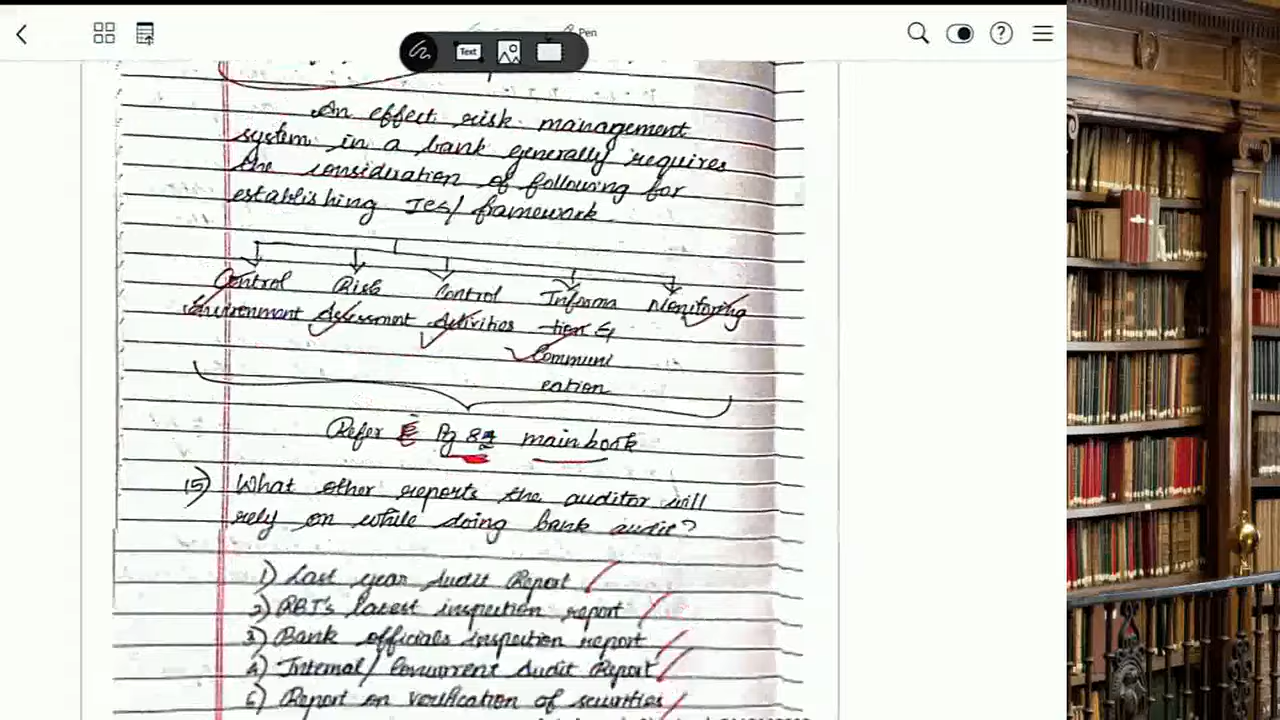 Text
Pen
An effect risk management
system in a bank generally requires
the consideration of following for
establishing ICS/ framework
Control Risk Control Informa Monitoring
Environment Assessment Activities -tion &
Communi
cation
Refer Pg main book
15) What other reports the auditor will
rely on while doing bank audit?
1) Last year Audit Report
2) RBI's latest inspection report
3) Bank officials inspection report
4) Internal/ Concurrent Audit Report
5) Report on verification of securities